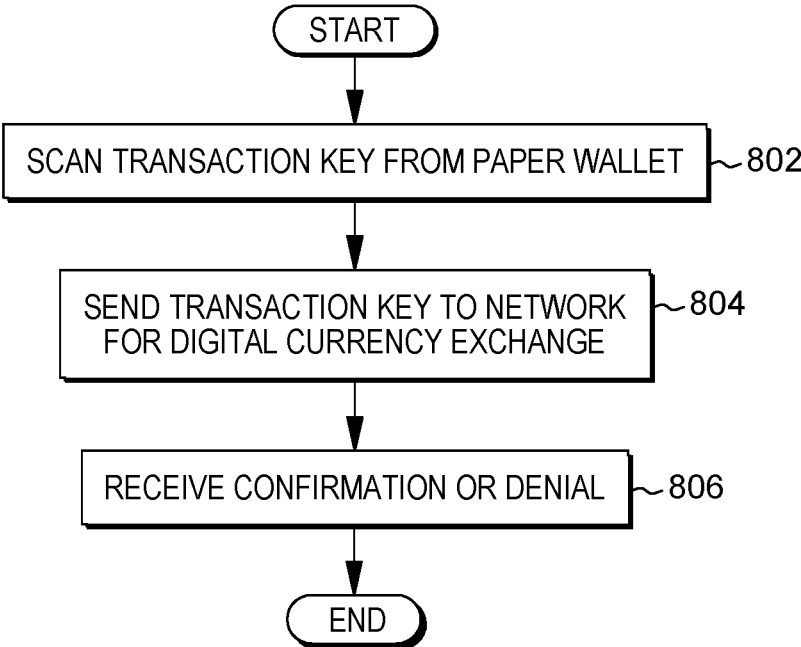 START
SCAN TRANSACTION KEY FROM PAPER WALLET
802
SEND TRANSACTION KEY TO NETWORK
FOR DIGITAL CURRENCY EXCHANGE
804
RECEIVE CONFIRMATION OR DENIAL
806
END